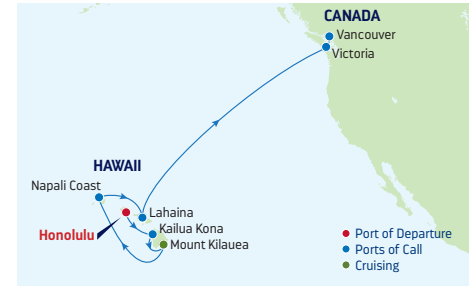 CANADA
Vancouver
Victoria
HAWAII
Napali Coast
Lahaina
Honolulu
Kailua Kona
Mount Kilauea
Port of Departure
Ports of Call
Cruising